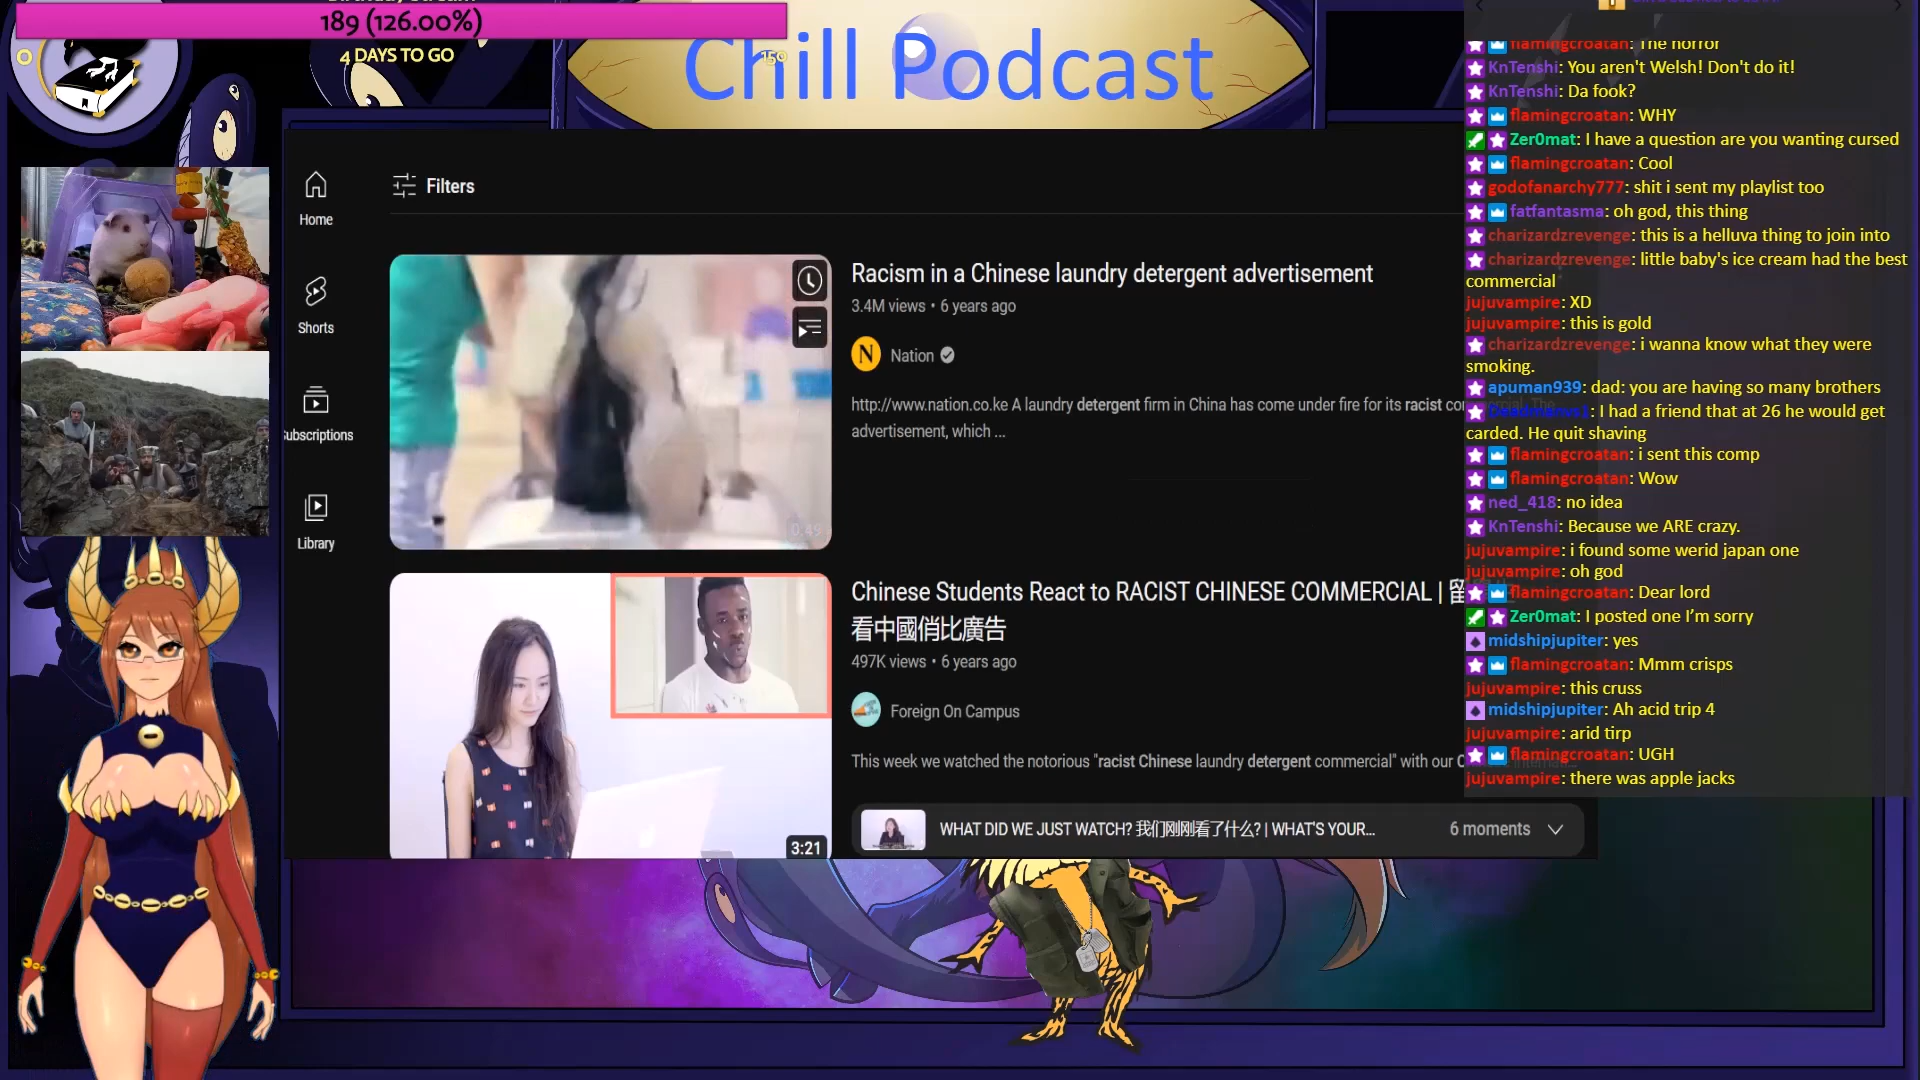 189 (126.00%)
4 DAYS TO GO
150
Chill Podcast
Home
Shorts
Subscriptions
Library
Filters
Racism in a Chinese laundry detergent advertisement
3.4M views • 6 years ago
N
Nation
http://www.nation.co.ke A laundry detergent firm in China has come under fire for its racist
advertisement, which ...
0:49
Chinese Students React to RACIST CHINESE COMMERCIAL | 留
看中國俏比廣告
497K views • 6 years ago
Foreign On Campus
This week we watched the notorious "racist Chinese laundry detergent commercial" with our
3:21
WHAT DID WE JUST WATCH? 我们刚刚看了什么? | WHAT'S YOUR...
6 moments
flamingcroatan: The horror
KnTenshi: You aren't Welsh! Don't do it!
KnTenshi: Da fook?
flamingcroatan: WHY
Zer0mat: I have a question are you wanting cursed
flamingcroatan: Cool
godofanarchy777: shit i sent my playlist too
fatfantasma: oh god, this thing
charizardzrevenge: this is a helluva thing to join into
charizardzrevenge: little baby's ice cream had the best
commercial
jujuvampire: XD
jujuvampire: this is gold
charizardzrevenge: i wanna know what they were
smoking.
apuman939: dad: you are having so many brothers
I had a friend that at 26 he would get
carded. He quit shaving
flamingcroatan: i sent this comp
flamingcroatan: Wow
ned_418: no idea
KnTenshi: Because we ARE crazy.
jujuvampire: i found some werid japan one
jujuvampire: oh god
flamingcroatan: Dear lord
Zer0mat: I posted one I'm sorry
midshipjupiter: yes
flamingcroatan: Mmm crisps
jujuvampire: this cruss
midshipjupiter: Ah acid trip 4
jujuvampire: arid tirp
flamingcroatan: UGH
jujuvampire: there was apple jacks